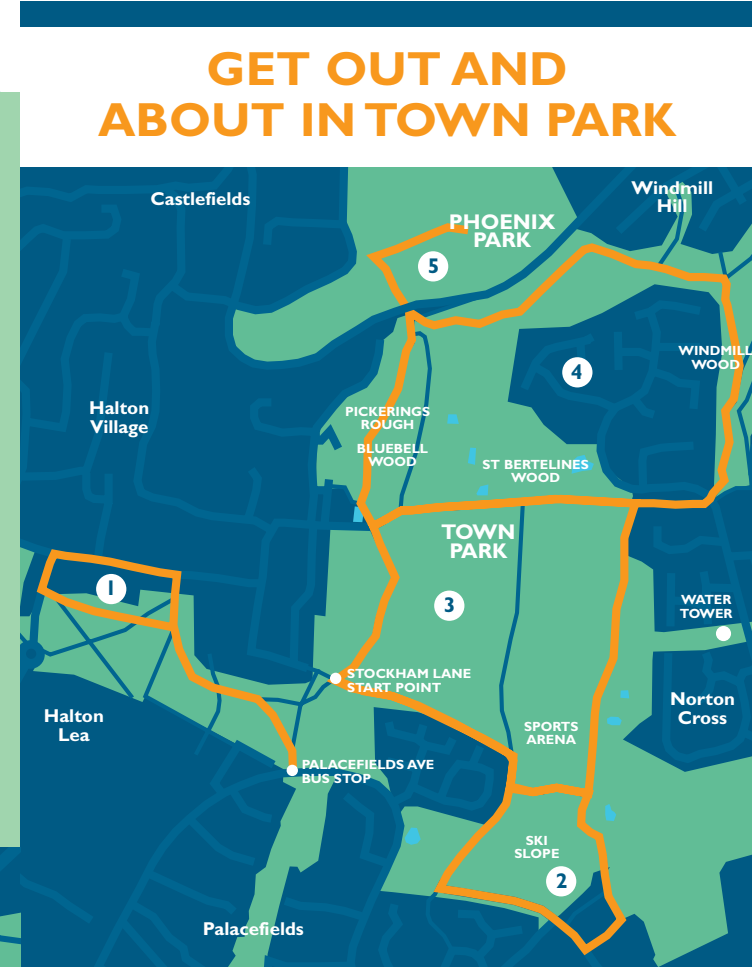 GET OUT AND
ABOUT IN TOWN PARK
Castlefields
Windmill
Hill
PHOENIX
PARK
5
WINDMILL
WOOD
4
Halton
Village
PICKERINGS
ROUGH
BLUEBELL
WOOD
ST BERTELINES
WOOD
TOWN
PARK
1
3
WATER
TOWER
STOCKHAM LANE
START POINT
Norton
Cross
Halton
Lea
SPORTS
ARENA
PALACEFIELDS AVE
BUS STOP
SKI
SLOPE
2
Palacefields